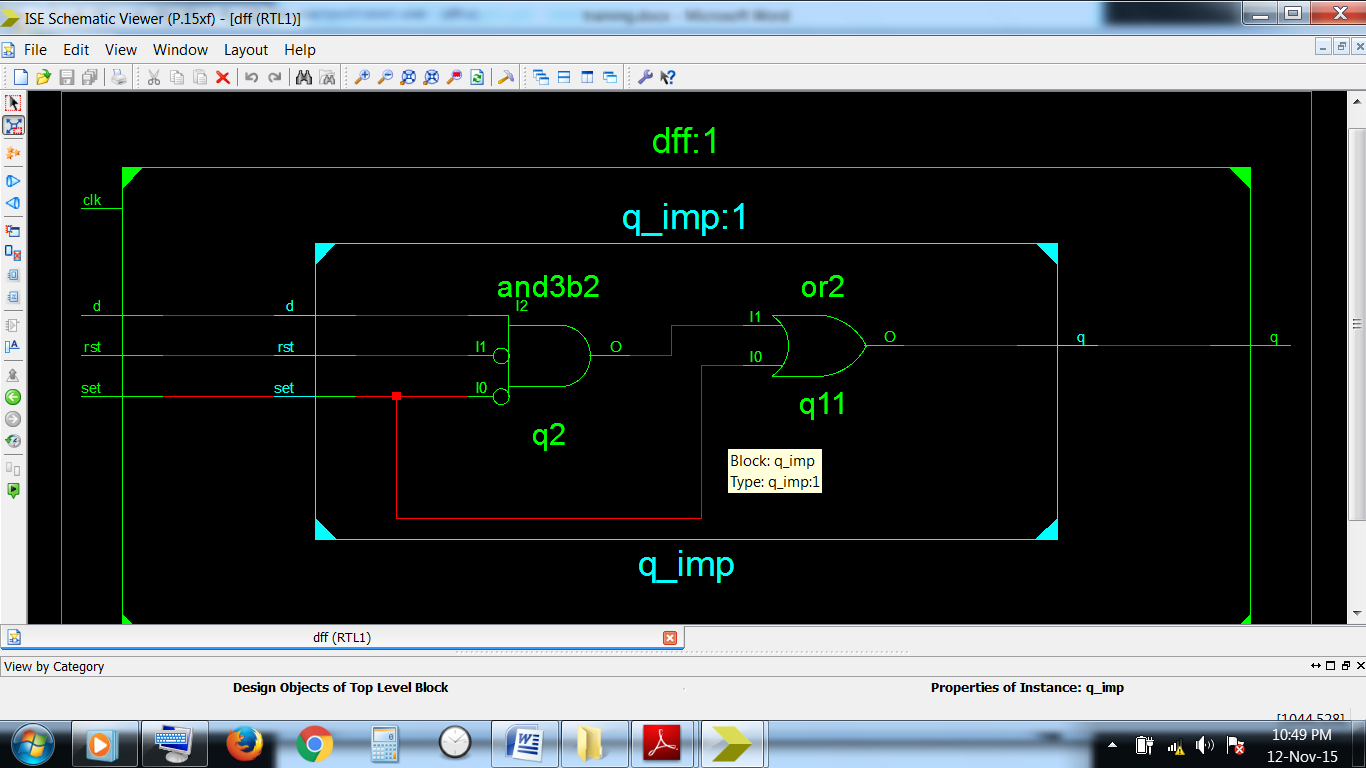 ISE Schematic Viewer (P.15xf) - [dff (RTL1)]
training.docx - Microsoft Word
File Edit View Window Layout Help
dff:1
clk
q_imp:1
and3b2
or2
d
d
I2
I1
O
q
q
rst
rst
I1
O
I0
set
set
I0
q11
q2
Block: q_imp
Type: q_imp:1
q_imp
dff (RTL1)
View by Category
Design Objects of Top Level Block
Properties of Instance: q_imp
[1044,528]
10:49 PM
12-Nov-15